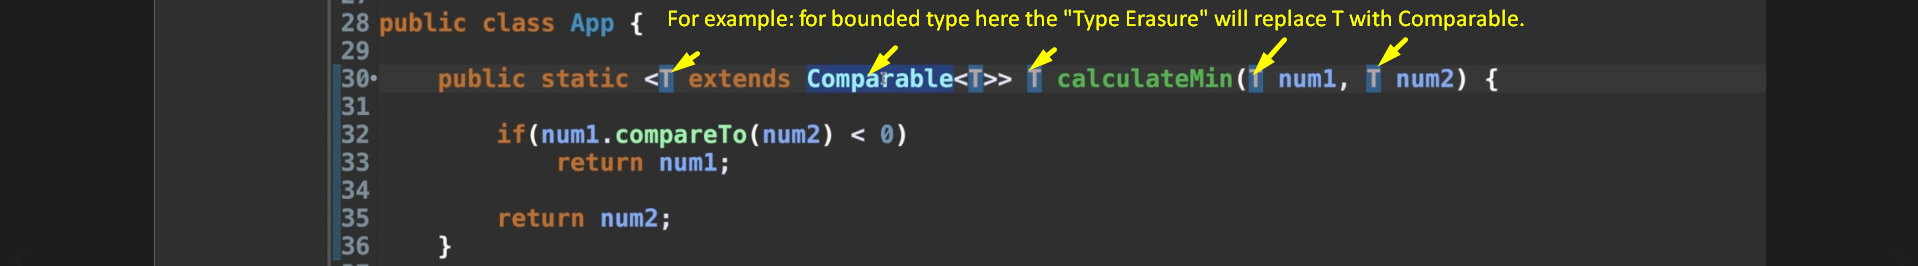 28 public class App { For example: for bounded type here the "Type Erasure" will replace T with Comparable.
29
30 public static <T extends Comparable<T>> T calculateMin(T num1, T num2) {
31
32 if(num1.compareTo(num2) < 0)
33 return num1;
34
35 return num2;
36 }